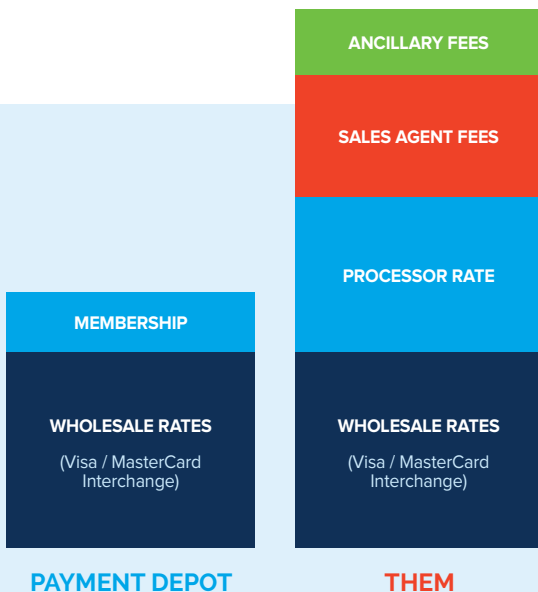 ANCILLARY FEES
SALES AGENT FEES
PROCESSOR RATE
MEMBERSHIP
WHOLESALE RATES
(Visa / MasterCard
Interchange)
WHOLESALE RATES
(Visa / MasterCard
Interchange)
PAYMENT DEPOT
THEM